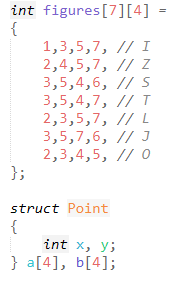 int figures[7][4] =
{
    1,3,5,7, // I
    2,4,5,7, // Z
    3,5,4,6, // S
    3,5,4,7, // T
    2,3,5,7, // L
    3,5,7,6, // J
    2,3,4,5, // O
};

struct Point
{
    int x, y;
} a[4], b[4];